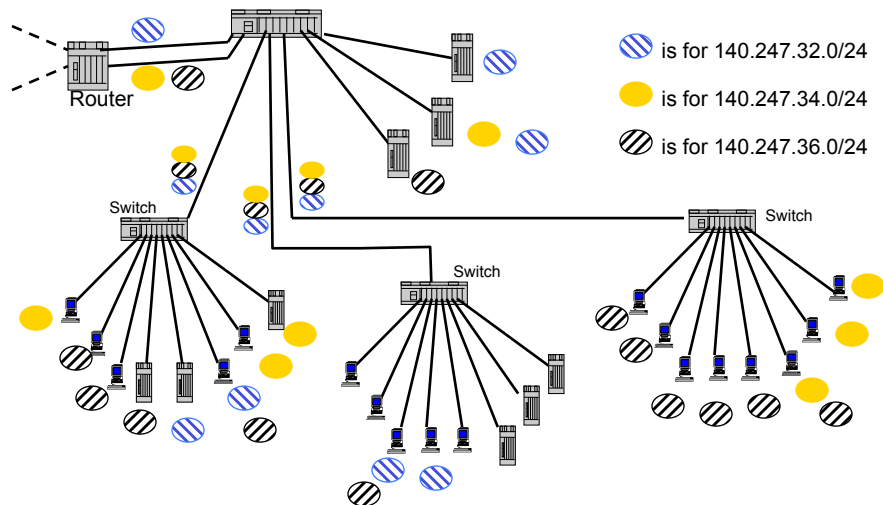 is for 140.247.32.0/24
is for 140.247.34.0/24
Router
is for 140.247.36.0/24
Switch
Switch
Switch